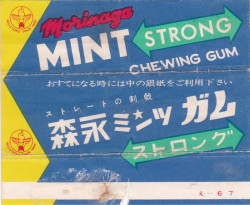 Morinaga
MINT STRONG
CHEWING GUM
おすてになる時には中の銀紙をご利用下さい
ストレートの刺戟
森永ミンツガム
ストロング
え-67